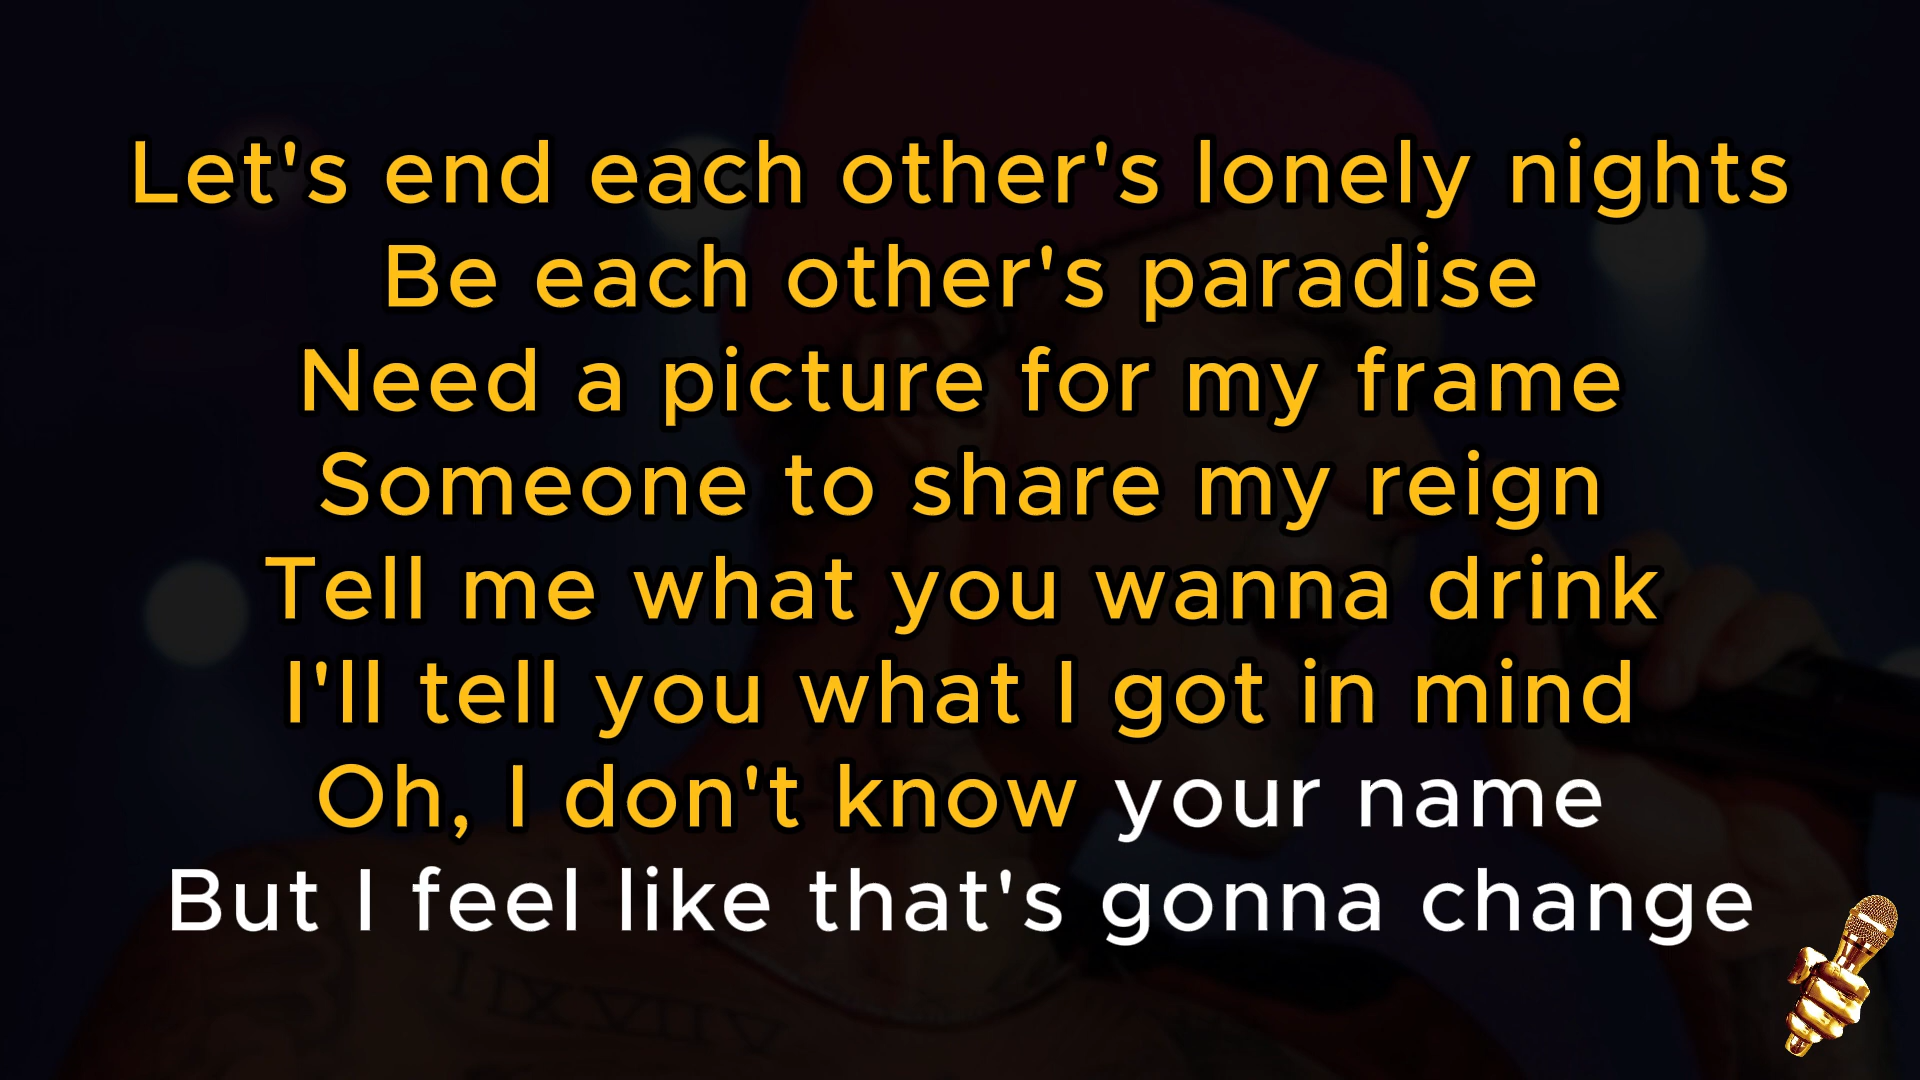 Let's end each other's lonely nights
Be each other's paradise
Need a picture for my frame
Someone to share my reign
Tell me what you wanna drink
I'll tell you what I got in mind
Oh, I don't know your name
But I feel like that's gonna change